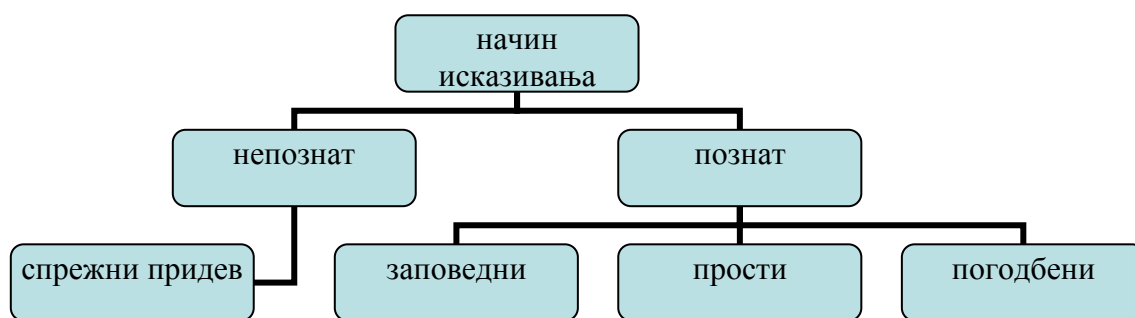 начин
исказивања
непознат
познат
спрежни придев
заповедни
прости
погодбени